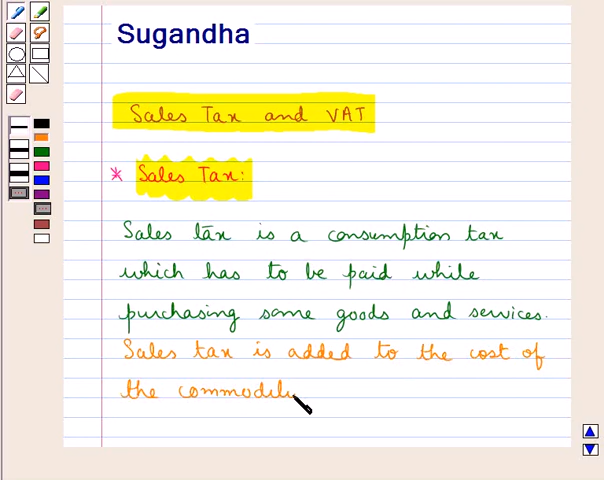 Sugandha
Sales Tax and VAT
* Sales Tax:
Sales tax is a consumption tax
which has to be paid while
purchasing some goods and services.
Sales tax is added to the cost of
the